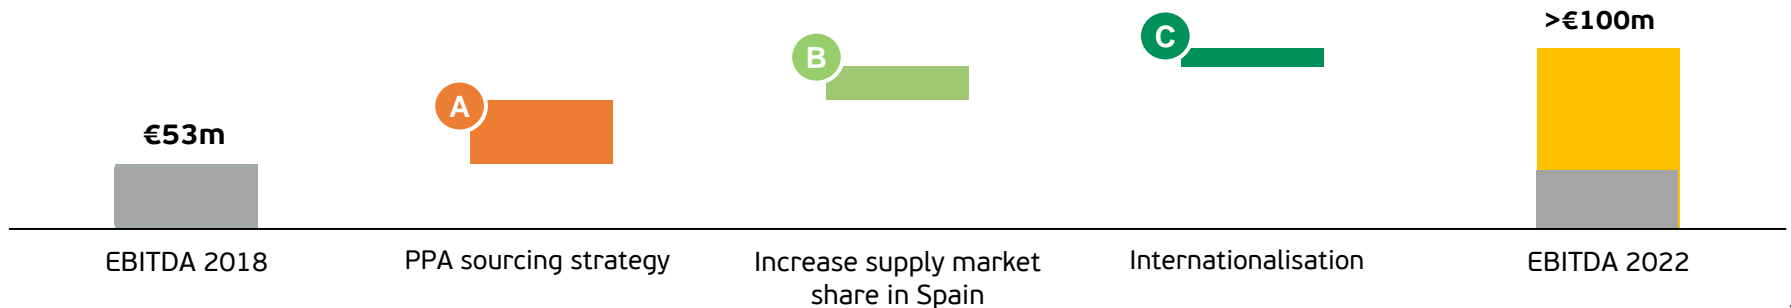 >€100m
C
B
A
€53m
EBITDA 2018
PPA sourcing strategy
Increase supply market
share in Spain
Internationalisation
EBITDA 2022